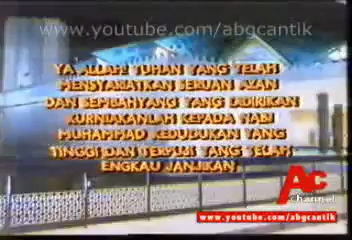 www.youtube.com/abgcantik
YA ALLAH! TUHAN YANG TELAH
MENSYARIATKAN SERUAN AZAN
DAN SEMBAHYANG YANG DIDIRIKAN
KURNIAKANLAH KEPADA NABI
MUHAMMAD KEDUDUKAN YANG
TINGGI DAN TERPUJI YANG TELAH
ENGKAU JANJIKAN
AC
channel
www.youtube.com/abgcantik